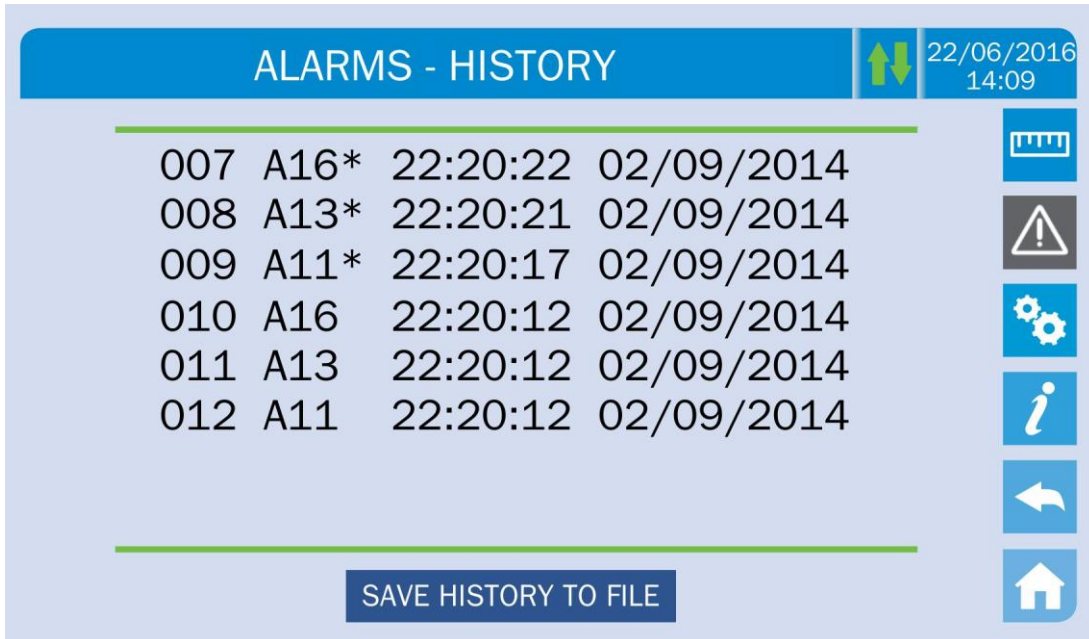 ALARMS - HISTORY
22/06/2016
14:09
007 A16* 22:20:22 02/09/2014
008 A13* 22:20:21 02/09/2014
009 A11* 22:20:17 02/09/2014
010 A16 22:20:12 02/09/2014
011 A13 22:20:12 02/09/2014
012 A11 22:20:12 02/09/2014
SAVE HISTORY TO FILE